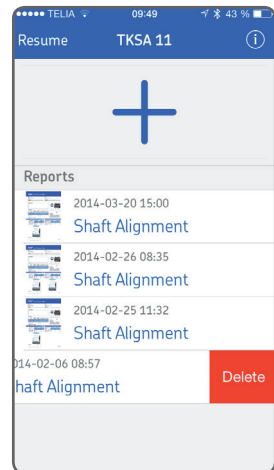 TELIA 09:49 43 %
Resume TKSA 11
Reports
2014-03-20 15:00
Shaft Alignment
2014-02-26 08:35
Shaft Alignment
2014-02-25 11:32
Shaft Alignment
014-02-06 08:57
haft Alignment
Delete